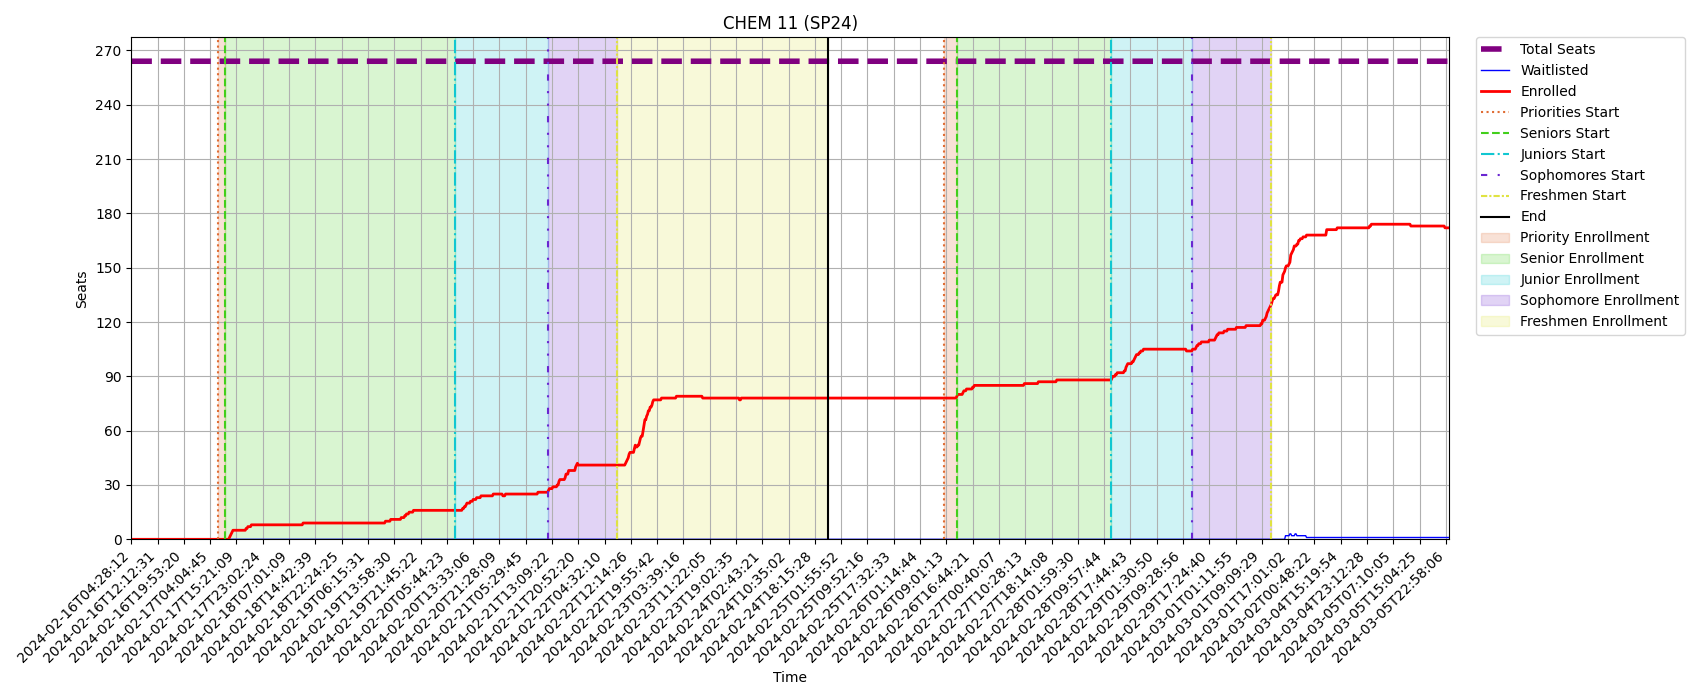 CHEM 11 (SP24)
Seats
270
240
210
180
150
120
90
60
30
0
2024-02-16T04:28:12
2024-02-16T12:12:31
2024-02-16T19:53:20
2024-02-17T04:04:45
2024-02-17T15:21:09
2024-02-17T23:02:24
2024-02-18T07:01:09
2024-02-18T14:42:39
2024-02-18T22:24:25
2024-02-19T06:15:31
2024-02-19T13:58:30
2024-02-19T21:45:22
2024-02-20T05:44:23
2024-02-20T13:33:06
2024-02-20T21:28:09
2024-02-21T05:29:45
2024-02-21T13:09:22
2024-02-21T20:52:20
2024-02-22T04:32:10
2024-02-22T12:14:26
2024-02-22T19:55:42
2024-02-23T03:39:16
2024-02-23T11:22:05
2024-02-23T19:02:35
2024-02-24T02:43:21
2024-02-24T10:35:02
2024-02-24T18:15:28
2024-02-25T01:55:52
2024-02-25T09:52:16
2024-02-25T17:32:33
2024-02-26T01:14:44
2024-02-26T09:01:13
2024-02-26T16:44:21
2024-02-27T00:40:07
2024-02-27T10:28:13
2024-02-27T18:14:08
2024-02-28T01:59:30
2024-02-28T09:57:44
2024-02-28T17:44:43
2024-02-29T01:30:50
2024-02-29T09:28:56
2024-02-29T17:24:40
2024-03-01T01:11:55
2024-03-01T09:09:29
2024-03-01T17:01:02
2024-03-02T00:48:22
2024-03-04T15:19:54
2024-03-04T23:12:28
2024-03-05T07:10:05
2024-03-05T15:04:25
2024-03-05T22:58:06
Time
Total Seats
Waitlisted
Enrolled
Priorities Start
Seniors Start
Juniors Start
Sophomores Start
Freshmen Start
End
Priority Enrollment
Senior Enrollment
Junior Enrollment
Sophomore Enrollment
Freshmen Enrollment